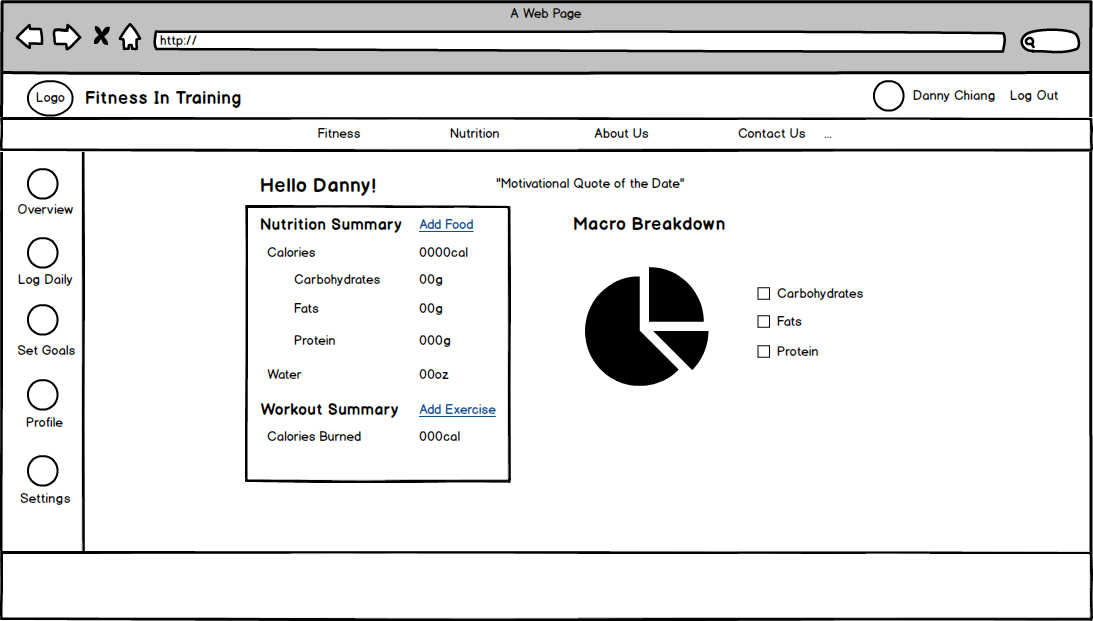 A Web Page
http://
Logo
Fitness In Training
Danny Chiang
Log Out
Fitness
Nutrition
About Us
Contact Us
...
Overview
Log Daily
Set Goals
Profile
Settings
Hello Danny!
"Motivational Quote of the Date"
Nutrition Summary Add Food
Calories 0000cal
Carbohydrates 00g
Fats 00g
Protein 000g
Water 00oz
Workout Summary Add Exercise
Calories Burned 000cal
Macro Breakdown
Carbohydrates
Fats
Protein